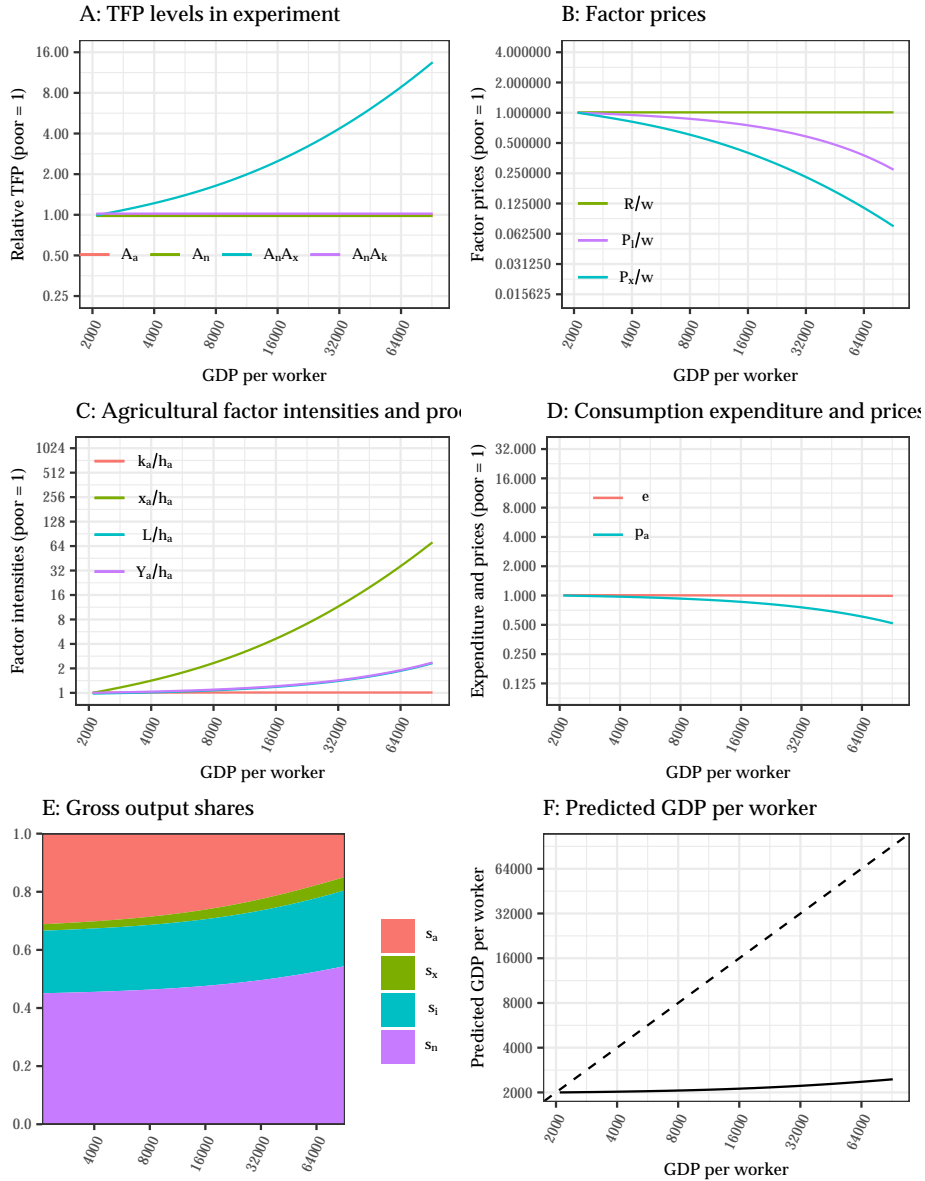 A: TFP levels in experiment
Relative TFP (poor = 1)
16.00
8.00
4.00
2.00
1.00
0.50
0.25
Aa An AnAx AnAk
2000 4000 8000 16000 32000 64000
GDP per worker
B: Factor prices
Factor prices (poor = 1)
4.000000
2.000000
1.000000
0.500000
0.250000
0.125000
0.062500
0.031250
0.015625
R/w
Pl/w
Px/w
2000 4000 8000 16000 32000 64000
GDP per worker
C: Agricultural factor intensities and pro
Factor intensities (poor = 1)
1024
512
256
128
64
32
16
8
4
2
1
ka/ha
xa/ha
L/ha
Ya/ha
2000 4000 8000 16000 32000 64000
GDP per worker
D: Consumption expenditure and prices
Expenditure and prices (poor = 1)
32.000
16.000
8.000
4.000
2.000
1.000
0.500
0.250
0.125
e
pa
2000 4000 8000 16000 32000 64000
GDP per worker
E: Gross output shares
1.0
0.8
0.6
0.4
0.2
0.0
4000 8000 16000 32000 64000
sa
sx
si
sn
F: Predicted GDP per worker
Predicted GDP per worker
64000
32000
16000
8000
4000
2000
2000 4000 8000 16000 32000 64000
GDP per worker